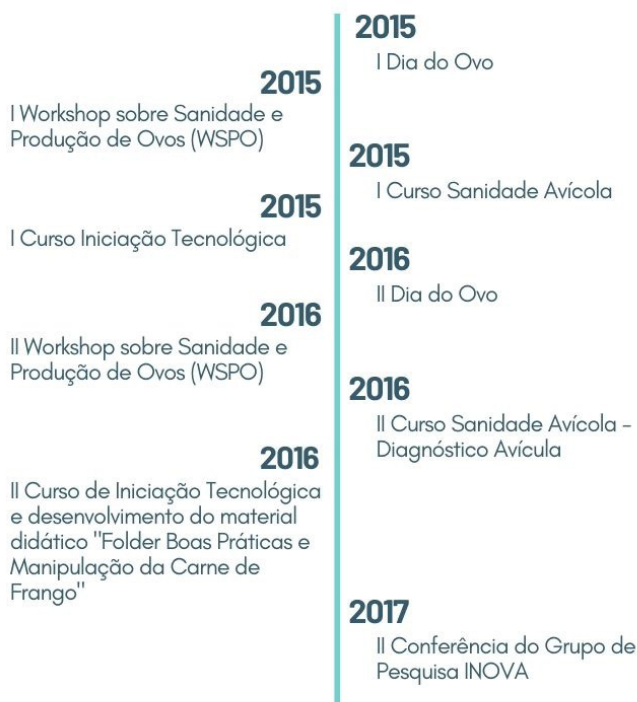 2015
I Dia do Ovo
2015
I Workshop sobre Sanidade e
Produção de Ovos (WSPO)
2015
I Curso Sanidade Avícola
2015
I Curso Iniciação Tecnológica
2016
II Dia do Ovo
2016
II Workshop sobre Sanidade e
Produção de Ovos (WSPO)
2016
II Curso Sanidade Avícola –
Diagnóstico Avícula
2016
II Curso de Iniciação Tecnológica
e desenvolvimento do material
didático "Folder Boas Práticas e
Manipulação da Carne de
Frango"
2017
II Conferência do Grupo de
Pesquisa INOVA